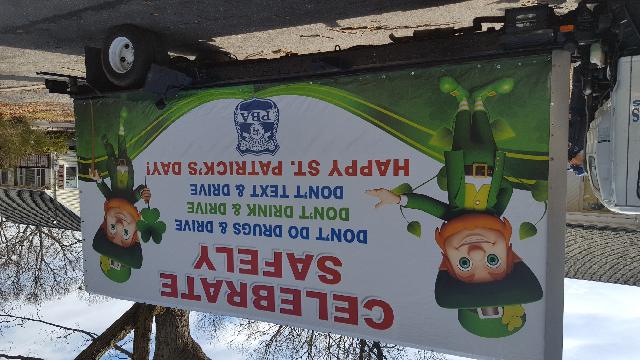 CELEBRATE
SAFELY
DON'T DO DRUGS & DRIVE
DON'T DRINK & DRIVE
DON'T TEXT & DRIVE
HAPPY ST. PATRICK'S DAY!
PBA